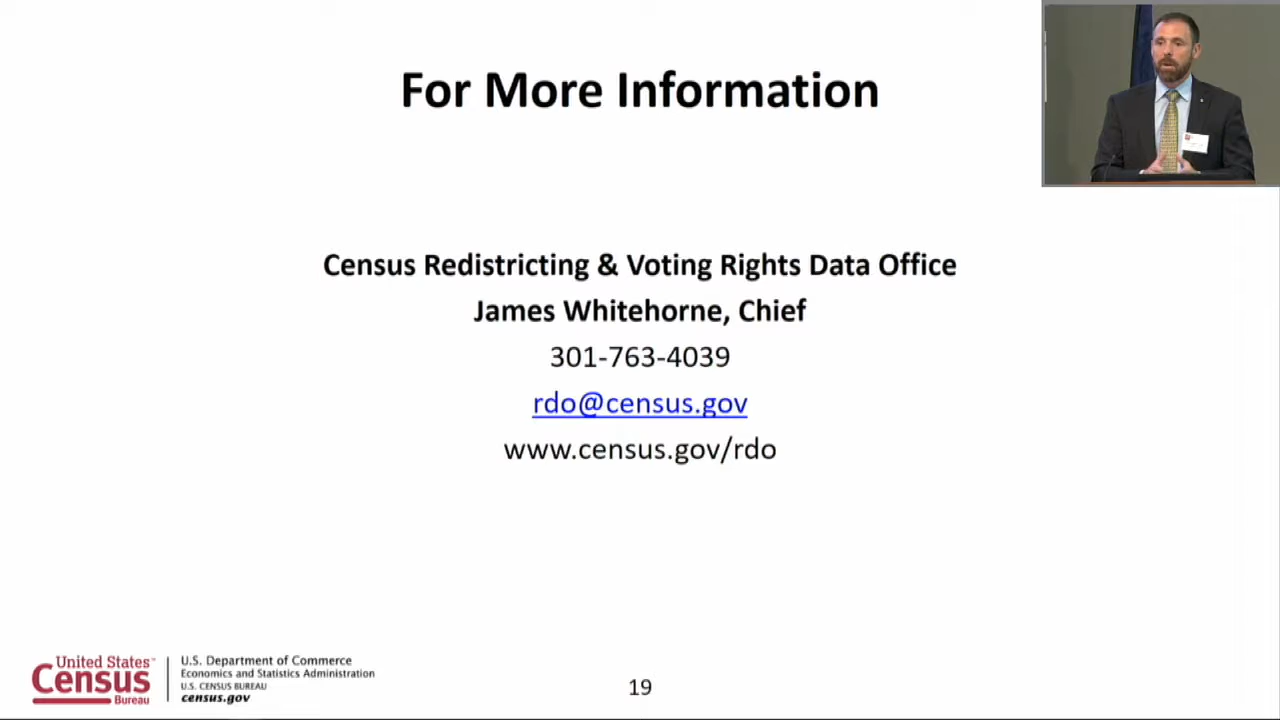 For More Information
Census Redistricting & Voting Rights Data Office
James Whitehorne, Chief
301-763-4039
rdo@census.gov
www.census.gov/rdo
United States™
Census
Bureau
U.S. Department of Commerce
Economics and Statistics Administration
U.S. CENSUS BUREAU
census.gov
19